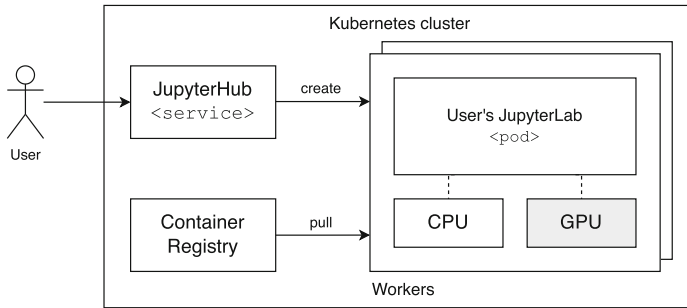 Kubernetes cluster
JupyterHub
<service>
create
User's JupyterLab
<pod>
User
Container
Registry
pull
CPU
GPU
Workers